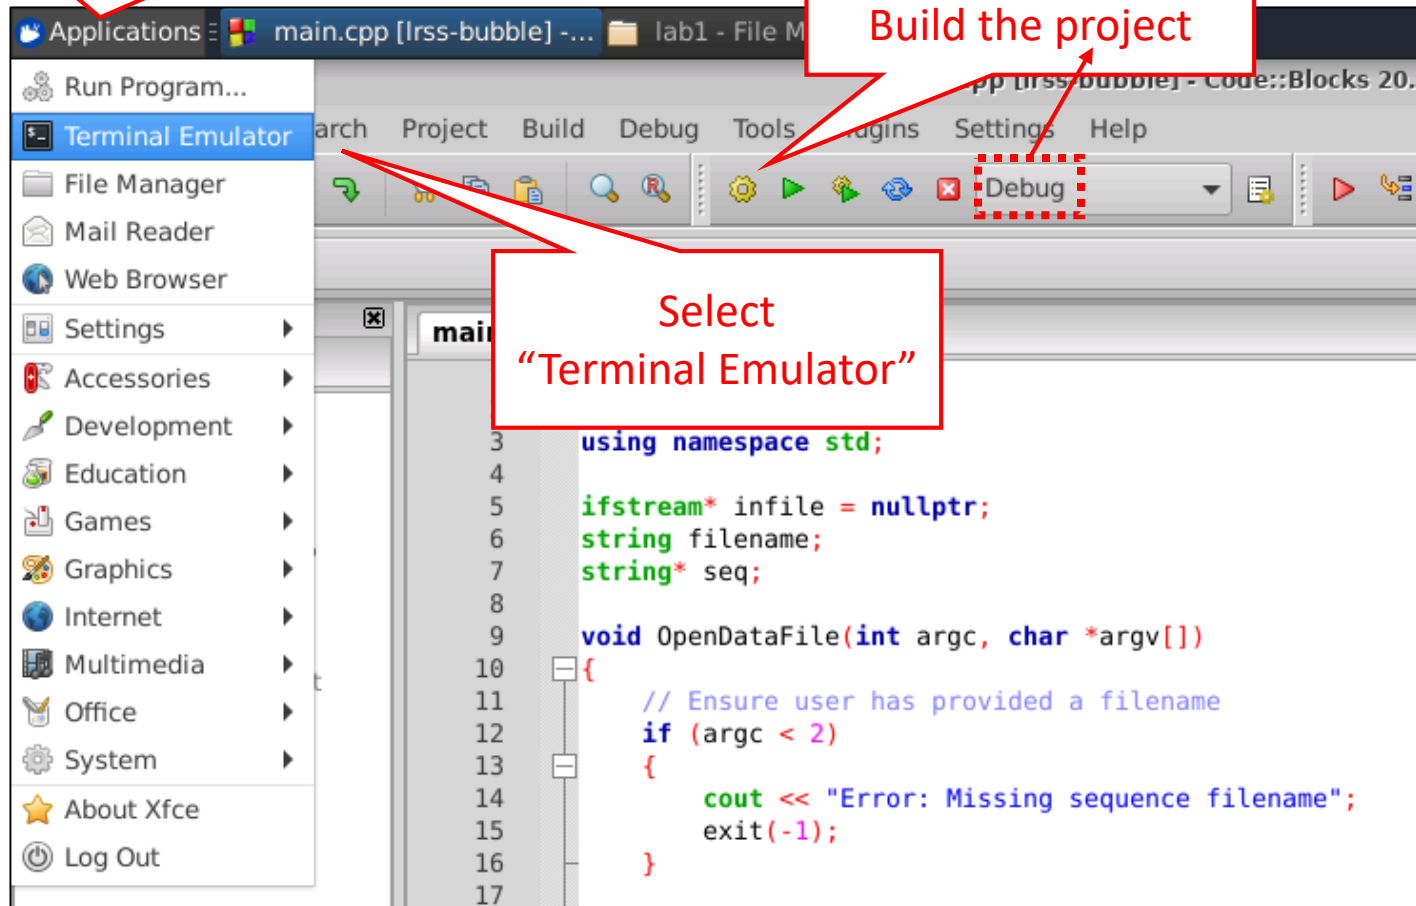 Applications
main.cpp [lrss-bubble] -...
lab1 - File M
Build the project
pp [lrss-bubble] - Code::Blocks 20.
Run Program...
Terminal Emulator
File Manager
Mail Reader
Web Browser
Settings
Accessories
Development
Education
Games
Graphics
Internet
Multimedia
Office
System
About Xfce
Log Out
arch Project Build Debug Tools Plugins Settings Help
Debug
Select
“Terminal Emulator”
main
3 using namespace std;
4
5 ifstream* infile = nullptr;
6 string filename;
7 string* seq;
8
9 void OpenDataFile(int argc, char *argv[])
10 {
11 // Ensure user has provided a filename
12 if (argc < 2)
13 {
14 cout << "Error: Missing sequence filename";
15 exit(-1);
16 }
17